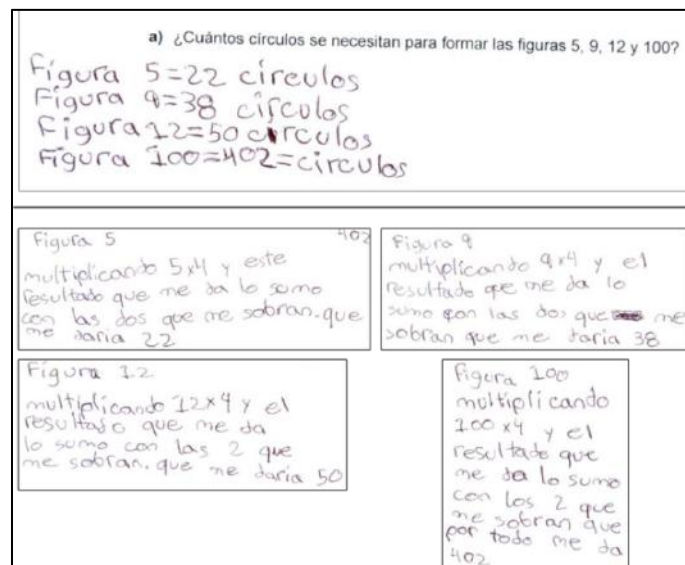 a) ¿Cuántos círculos se necesitan para formar las figuras 5, 9, 12 y 100?
Figura 5=22 círculos
Figura 9=38 círculos
Figura 12=50 círculos
Figura 100=402=circulos
Figura 5
402
multiplicando 5x4 y este
resultado que me da lo sumo
con las dos que me sobran. que
me daria 22
Figura 9
multiplicando 9x4 y el
resultado que me da lo
sumo con las dos que me
sobran que me daria 38
Figura 12
multiplicando 12x4 y el
resultado que me da
lo sumo con las 2 que
me sobran. que me daria 50
Figura 100
multiplicando
100x4 y el
resultado que
me da lo sumo
con los 2 que
me sobran que
por todo me da
402